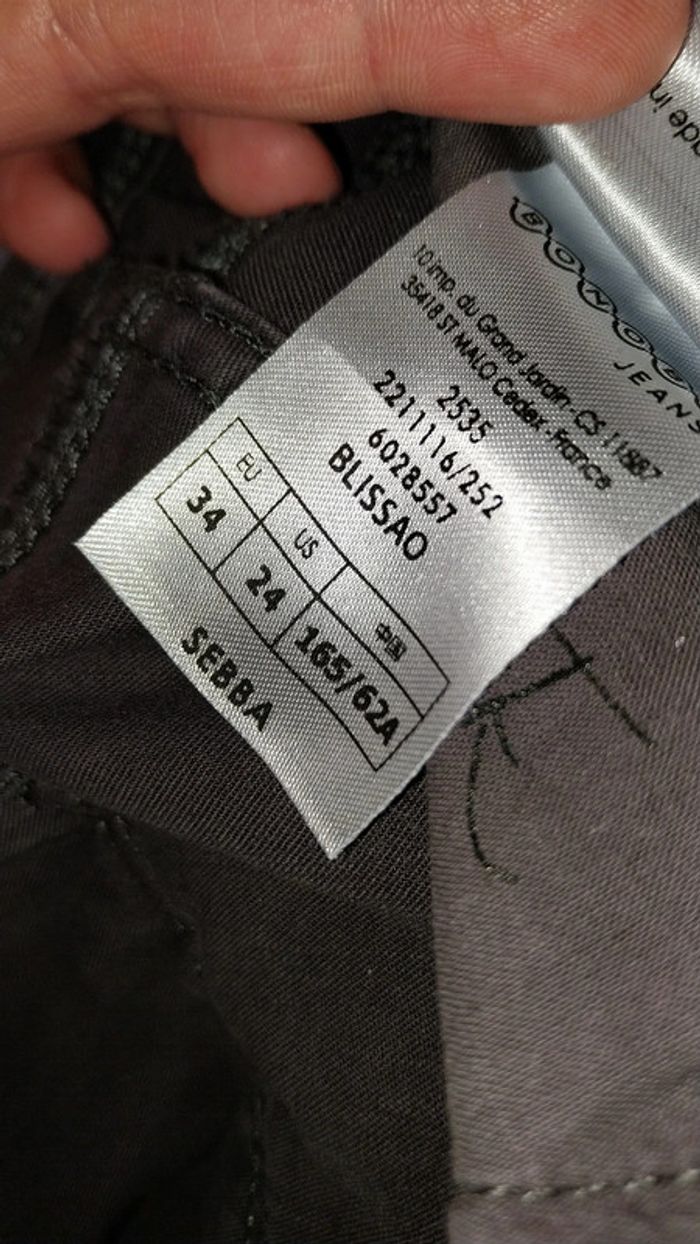 JEANS
10 imp. du Grand Jardin - CS 11887
35418 ST MALO Cedex - France
2535
2211116/252
6028557
BLISSAO
EU US 中国
34 24 165/62A
SEBBA